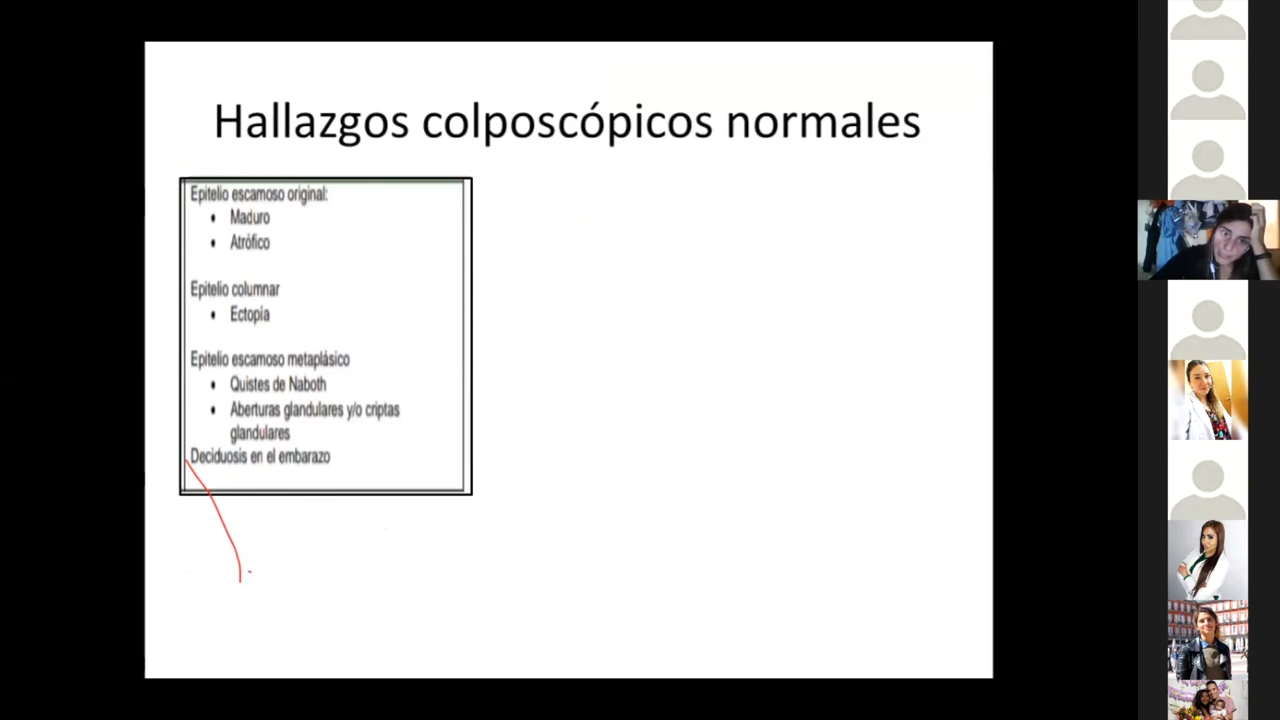 Hallazgos colposcópicos normales
Epitelio escamoso original:
• Maduro
• Atrófico
Epitelio columnar
• Ectopía
Epitelio escamoso metaplásico
• Quistes de Naboth
• Aberturas glandulares y/o criptas
glandulares
Deciduosis en el embarazo